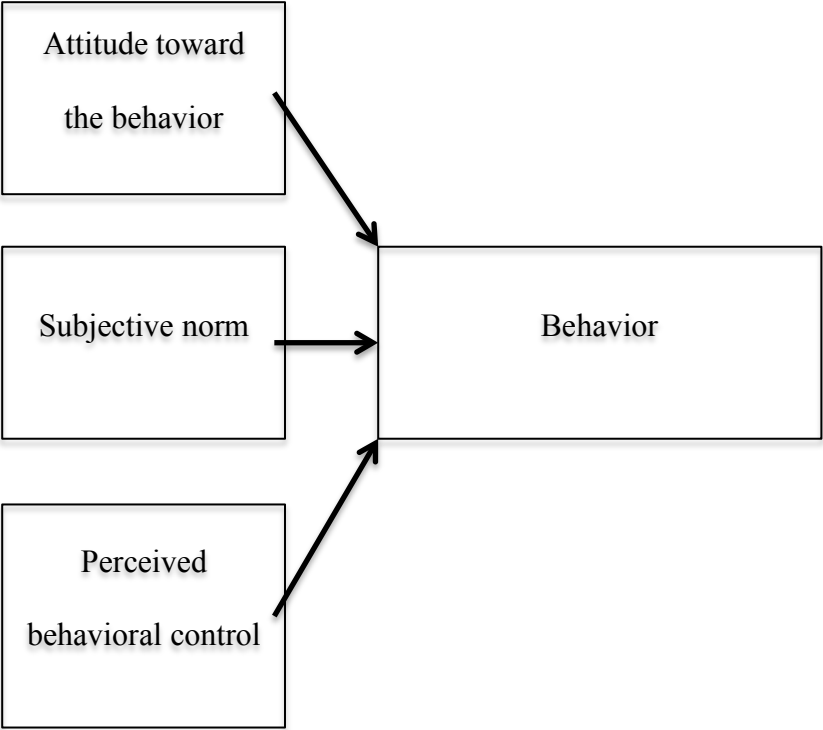 Attitude toward
the behavior
Subjective norm
Behavior
Perceived
behavioral control